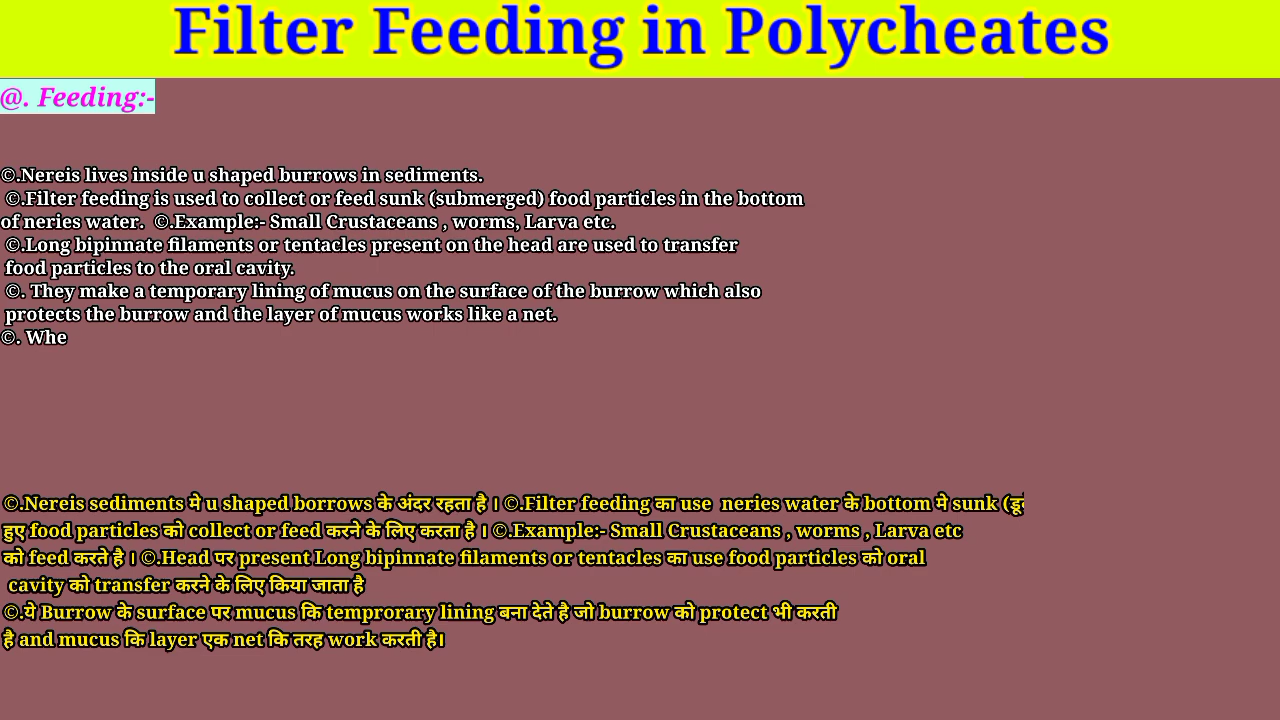 Filter Feeding in Polycheates
@. Feeding:-
©.Nereis lives inside u shaped burrows in sediments.
©.Filter feeding is used to collect or feed sunk (submerged) food particles in the bottom
of neries water. ©.Example:- Small Crustaceans , worms, Larva etc.
©.Long bipinnate filaments or tentacles present on the head are used to transfer
food particles to the oral cavity.
©. They make a temporary lining of mucus on the surface of the burrow which also
protects the burrow and the layer of mucus works like a net.
©. Whe
©.Nereis sediments मे u shaped borrows के अंदर रहता है । ©.Filter feeding का use neries water के bottom मे sunk
हुए food particles को collect or feed करने के लिए करता है । ©.Example:- Small Crustaceans , worms , Larva etc
को feed करते है । ©.Head पर present Long bipinnate filaments or tentacles का use food particles को oral
cavity को transfer करने के लिए किया जाता है
©.ये Burrow के surface पर mucus कि temprorary lining बना देते है जो burrow को protect भी करती
है and mucus कि layer एक net कि तरह work करती है।